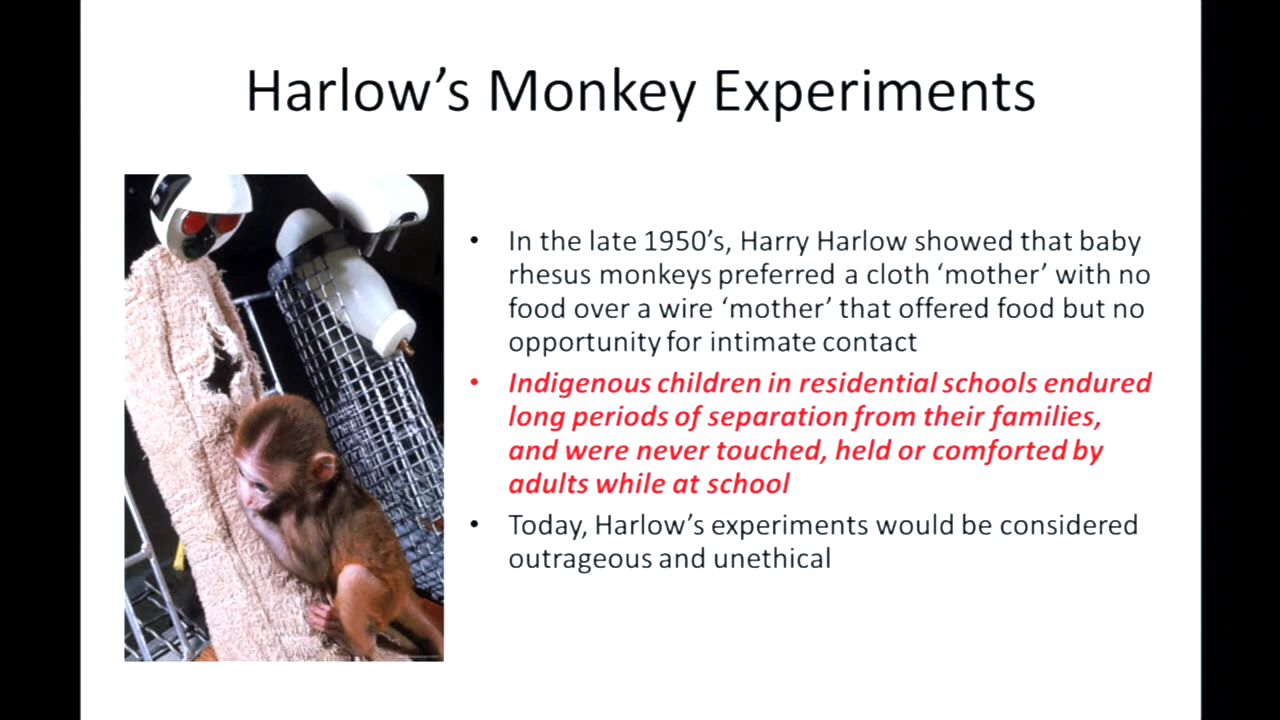 Harlow’s Monkey Experiments
• In the late 1950’s, Harry Harlow showed that baby
rhesus monkeys preferred a cloth ‘mother’ with no
food over a wire ‘mother’ that offered food but no
opportunity for intimate contact
• Indigenous children in residential schools endured
long periods of separation from their families,
and were never touched, held or comforted by
adults while at school
• Today, Harlow’s experiments would be considered
outrageous and unethical